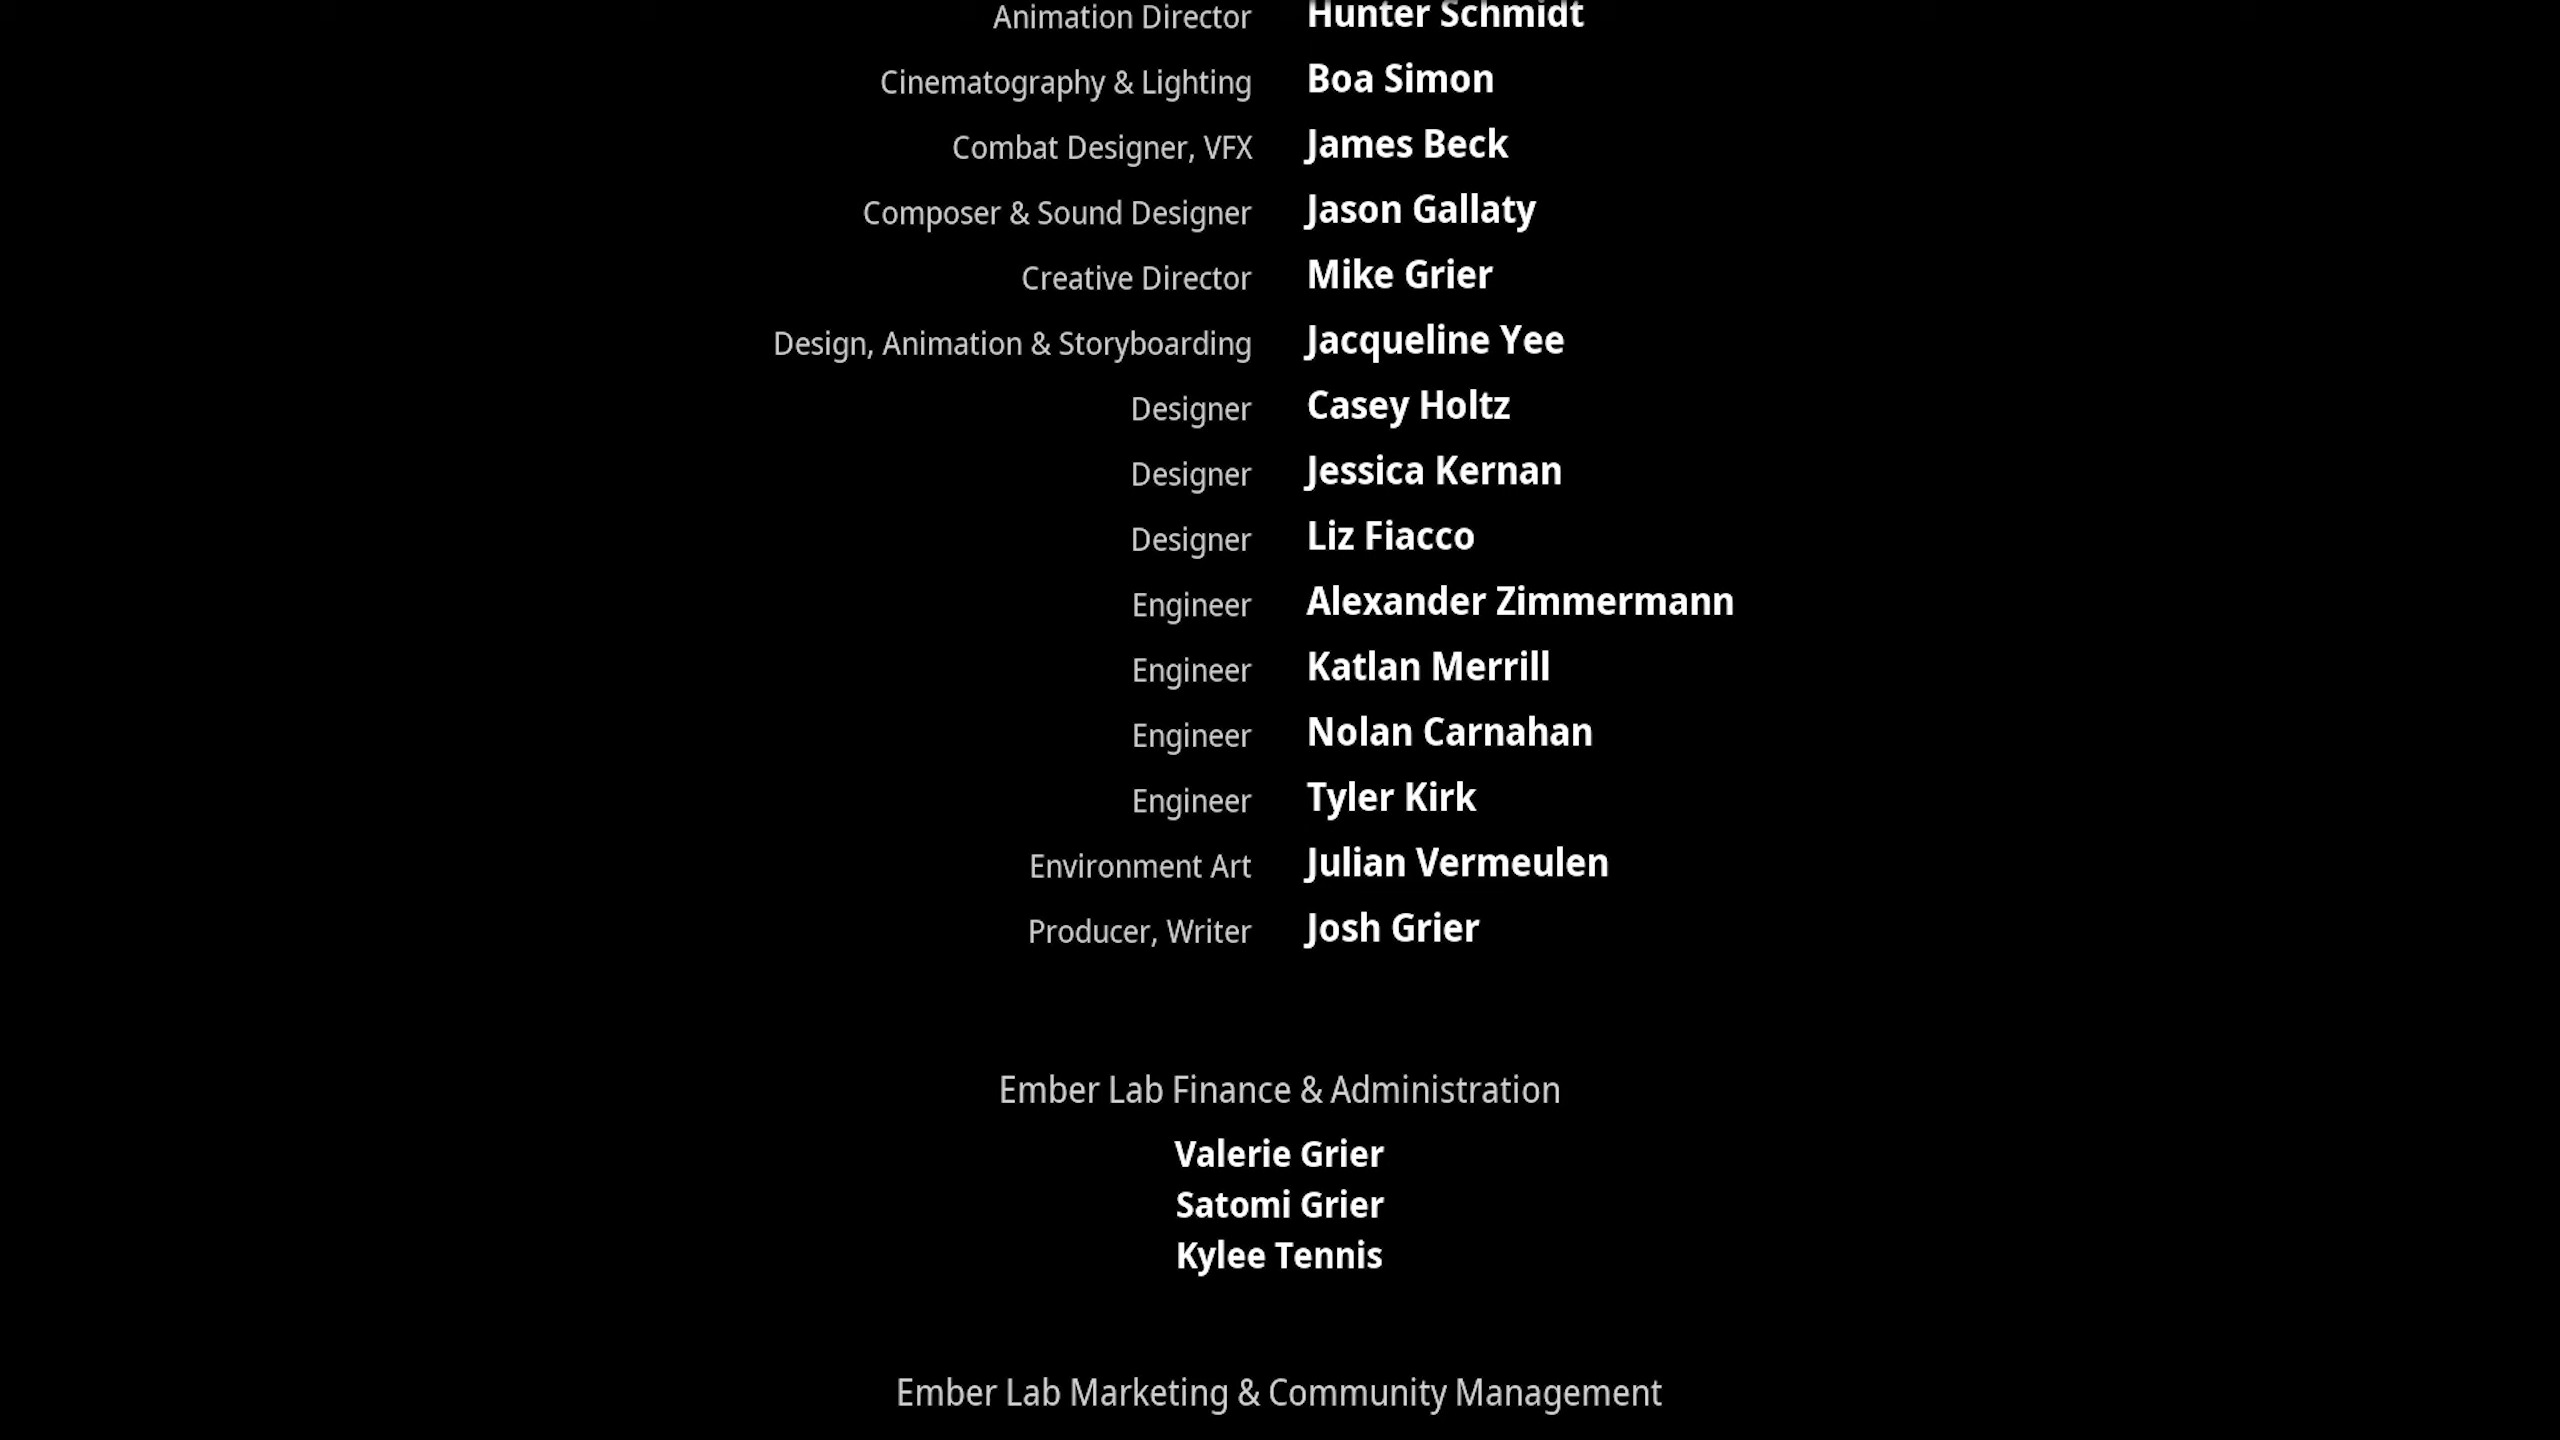 Animation Director Hunter Schmidt
Cinematography & Lighting Boa Simon
Combat Designer, VFX James Beck
Composer & Sound Designer Jason Gallaty
Creative Director Mike Grier
Design, Animation & Storyboarding Jacqueline Yee
Designer Casey Holtz
Designer Jessica Kernan
Designer Liz Fiacco
Engineer Alexander Zimmermann
Engineer Katlan Merrill
Engineer Nolan Carnahan
Engineer Tyler Kirk
Environment Art Julian Vermeulen
Producer, Writer Josh Grier
Ember Lab Finance & Administration
Valerie Grier
Satomi Grier
Kylee Tennis
Ember Lab Marketing & Community Management